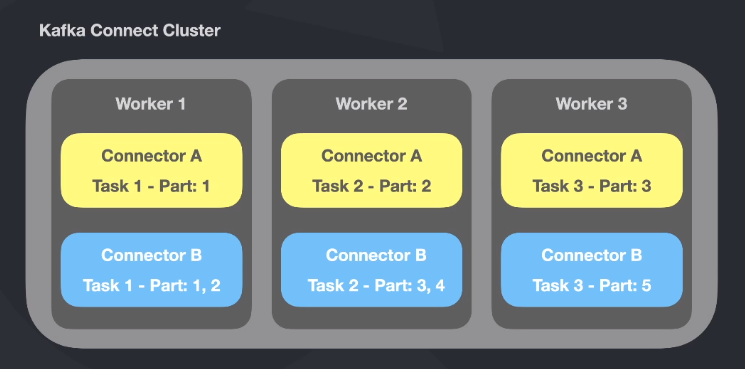 Kafka Connect Cluster
Worker 1
Connector A
Task 1 - Part: 1
Connector B
Task 1 - Part: 1, 2
Worker 2
Connector A
Task 2 - Part: 2
Connector B
Task 2 - Part: 3, 4
Worker 3
Connector A
Task 3 - Part: 3
Connector B
Task 3 - Part: 5